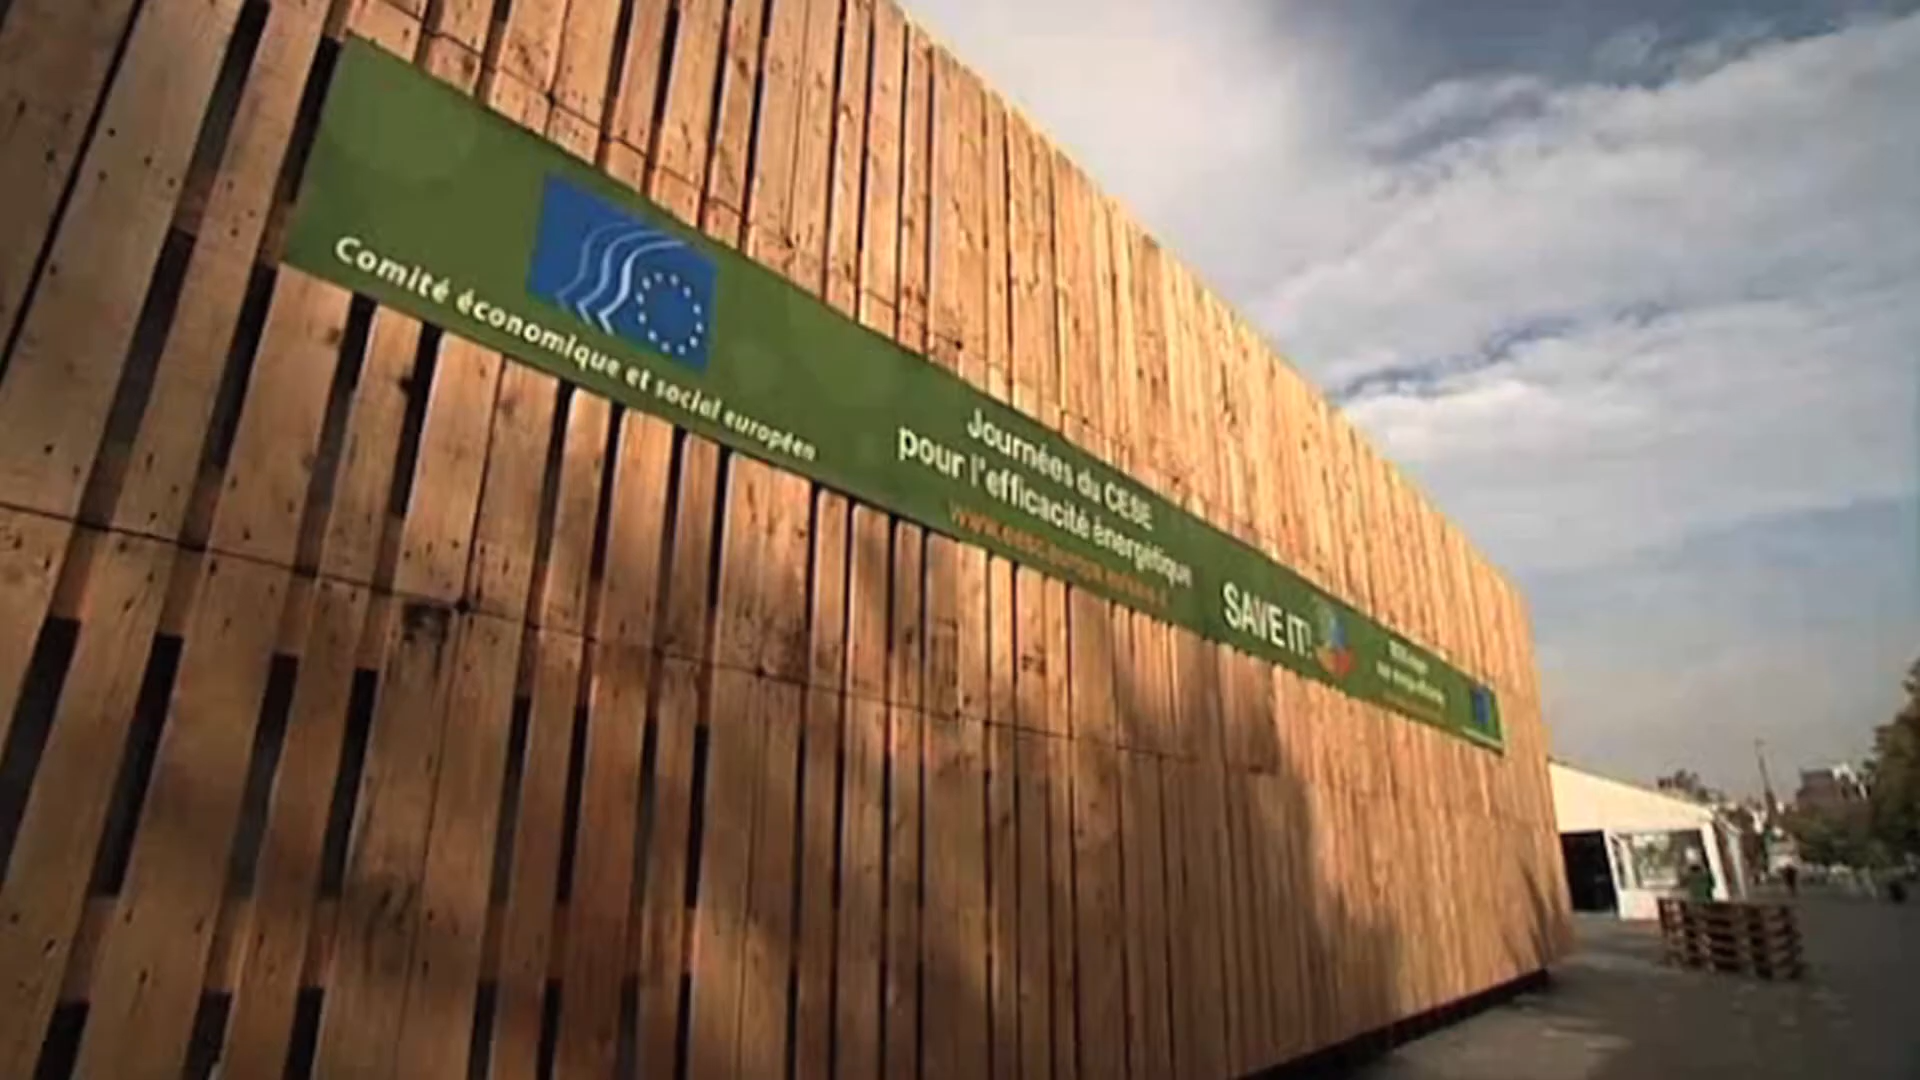 Comité économique et social européen
Journées du CESE
pour l'efficacité énergétique
SAVE IT!